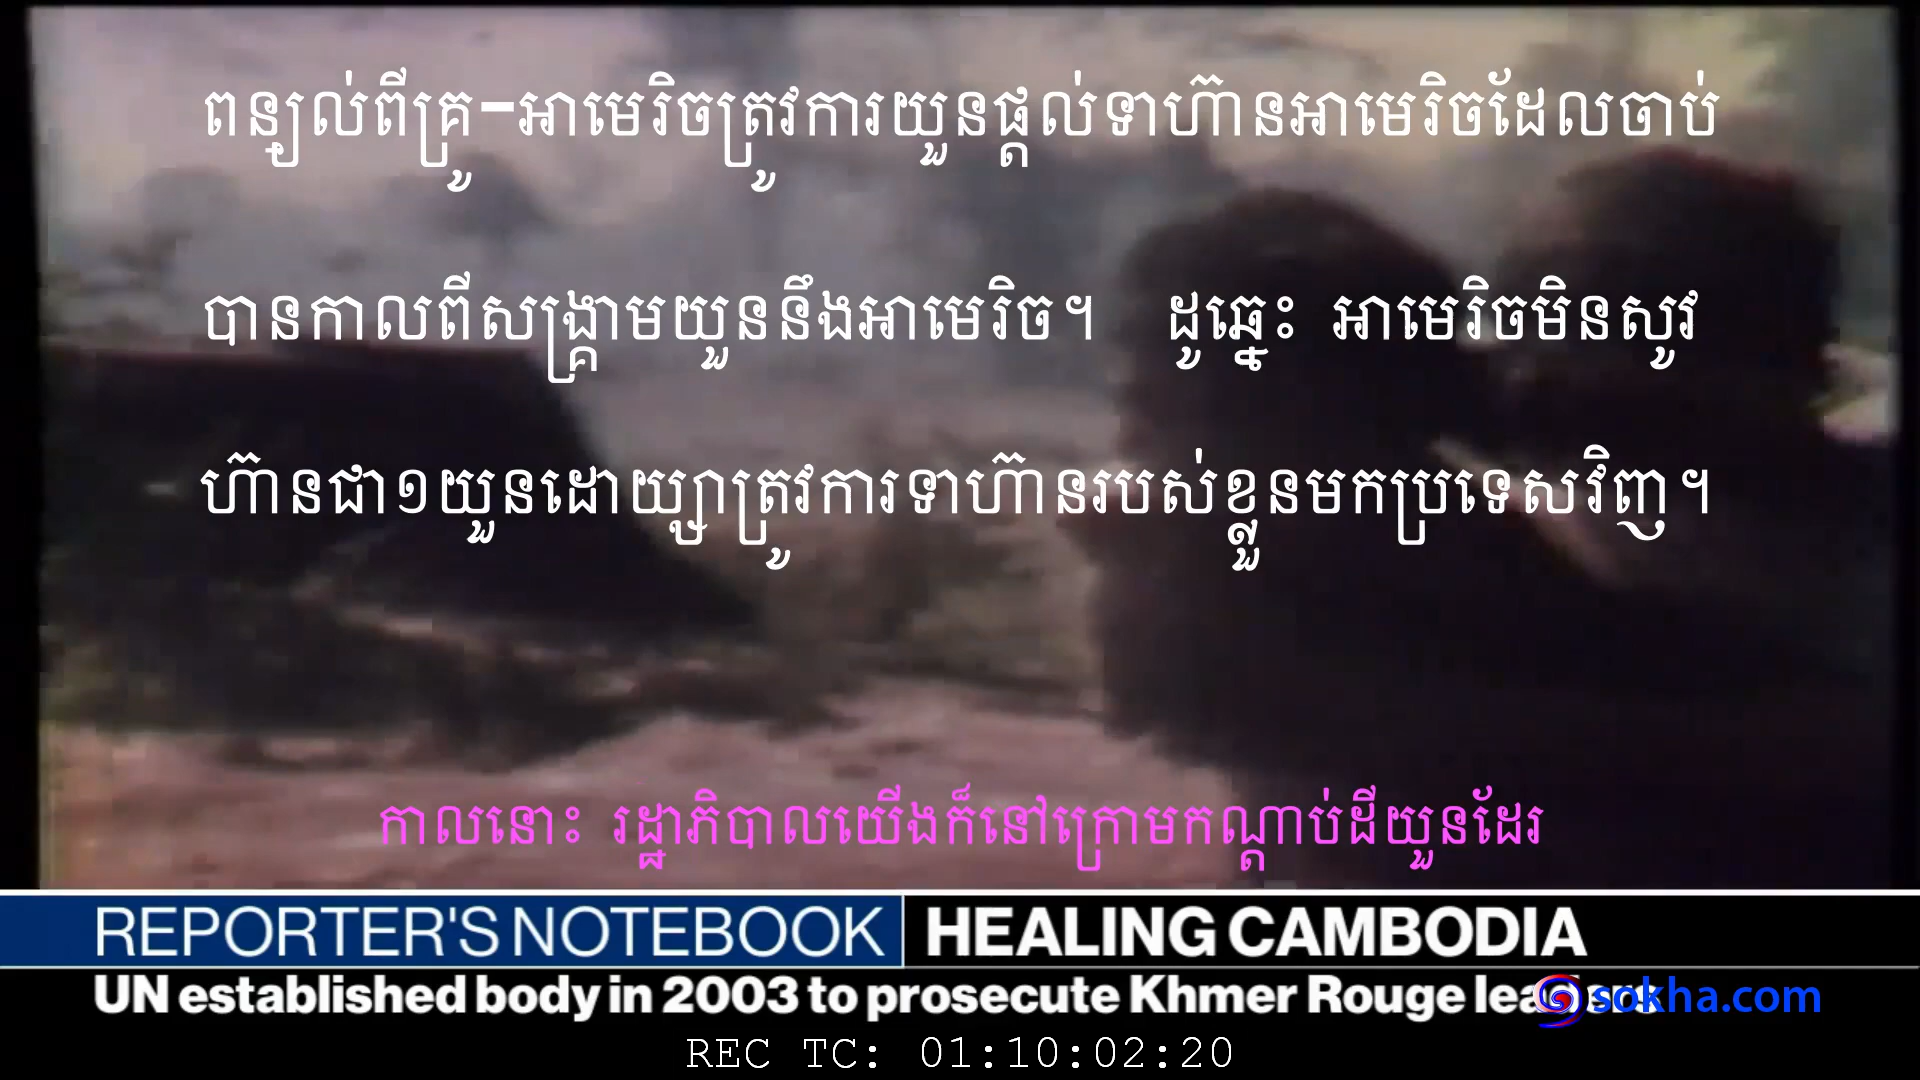 ពន្យល់ពីគ្រូ-អាមេរិចត្រូវការយួនផ្ដល់ទាហ៊ានអាមេរិចដែលចាប់
បានកាលពីសង្គ្រាមយួននឹងអាមេរិច។ ដូច្នេះ អាមេរិចមិនសូវ
ហ៊ានជា១យួនដោយ្សាត្រូវការទាហ៊ានរបស់ខ្លួនមកប្រទេសវិញ។
កាលនោះ រដ្ឋាភិបាលយើងក៏នៅក្រោមកណ្ដាប់ដីយួនដែរ
REPORTER'S NOTEBOOK HEALING CAMBODIA
UN established body in 2003 to prosecute Khmer Rouge leaders
sokha.com
REC TC: 01:10:02:20